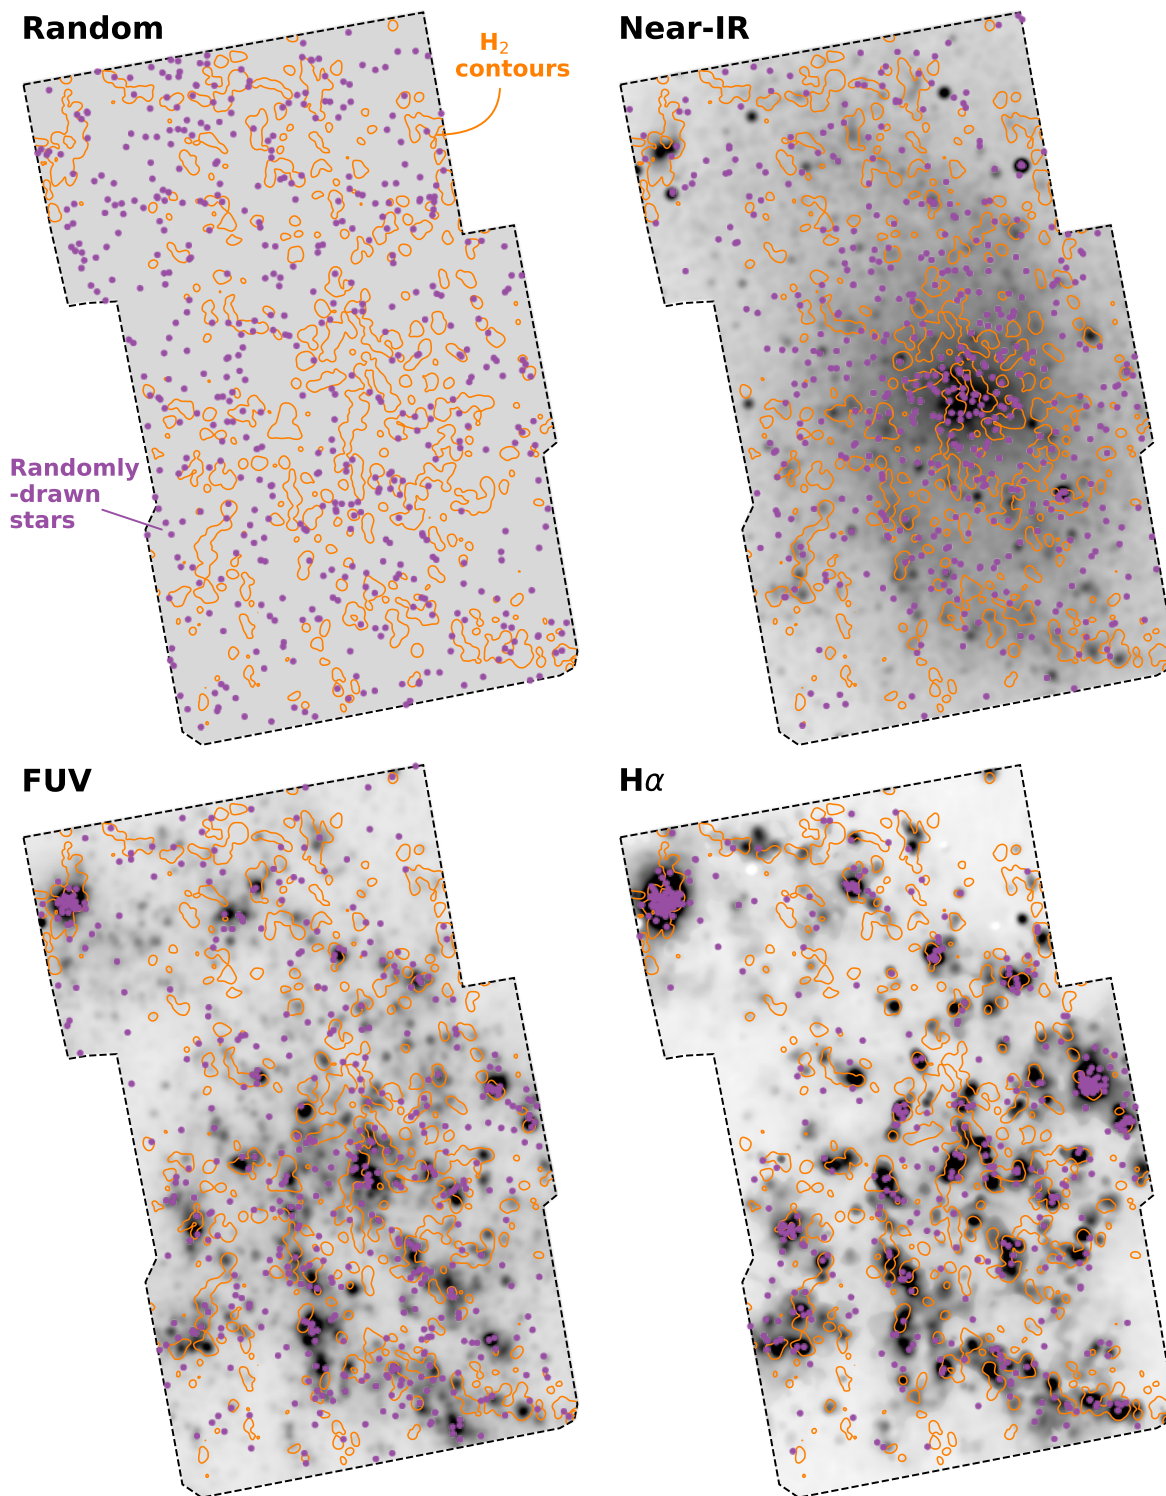 Random
Near-IR
H₂
contours
Randomly
-drawn
stars
FUV
Hα